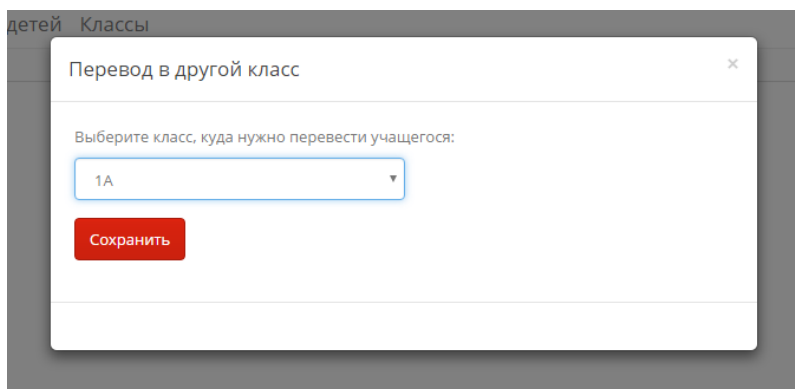 детей Классы
Перевод в другой класс
×
Выберите класс, куда нужно перевести учащегося:
1А
Сохранить